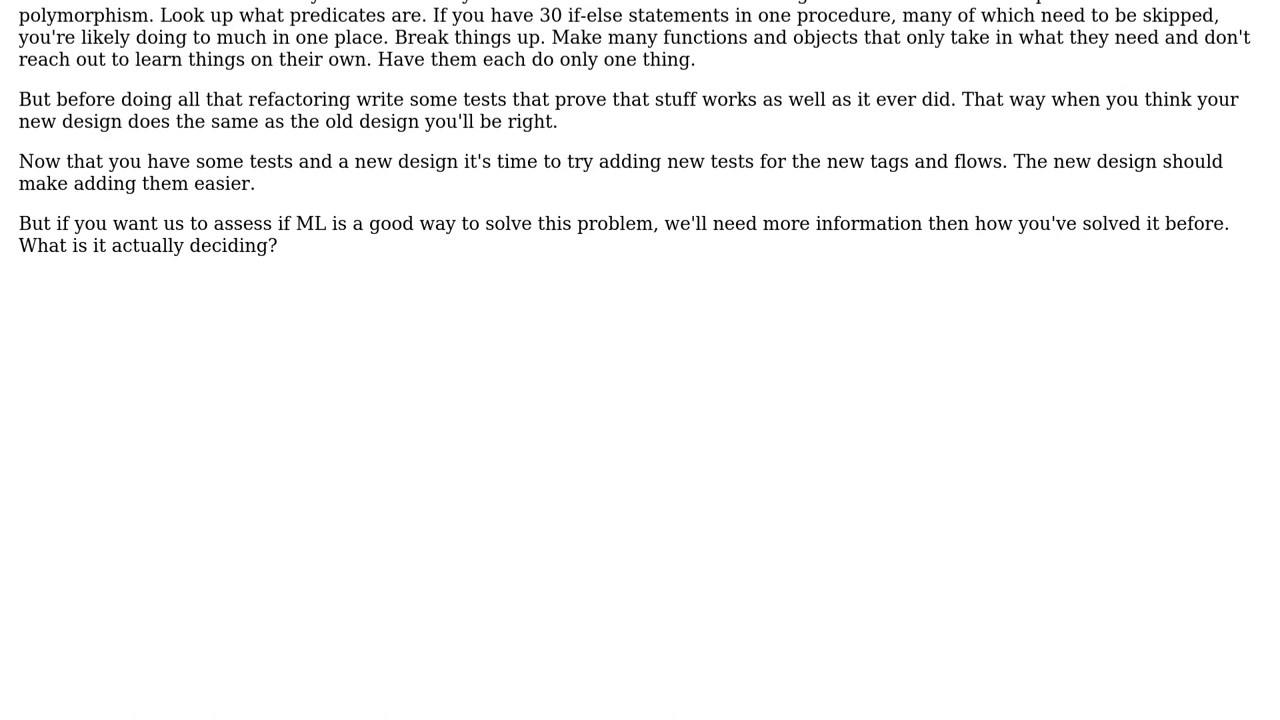 polymorphism. Look up what predicates are. If you have 30 if-else statements in one procedure, many of which need to be skipped,
you're likely doing to much in one place. Break things up. Make many functions and objects that only take in what they need and don't
reach out to learn things on their own. Have them each do only one thing.
But before doing all that refactoring write some tests that prove that stuff works as well as it ever did. That way when you think your
new design does the same as the old design you'll be right.
Now that you have some tests and a new design it's time to try adding new tests for the new tags and flows. The new design should
make adding them easier.
But if you want us to assess if ML is a good way to solve this problem, we'll need more information then how you've solved it before.
What is it actually deciding?